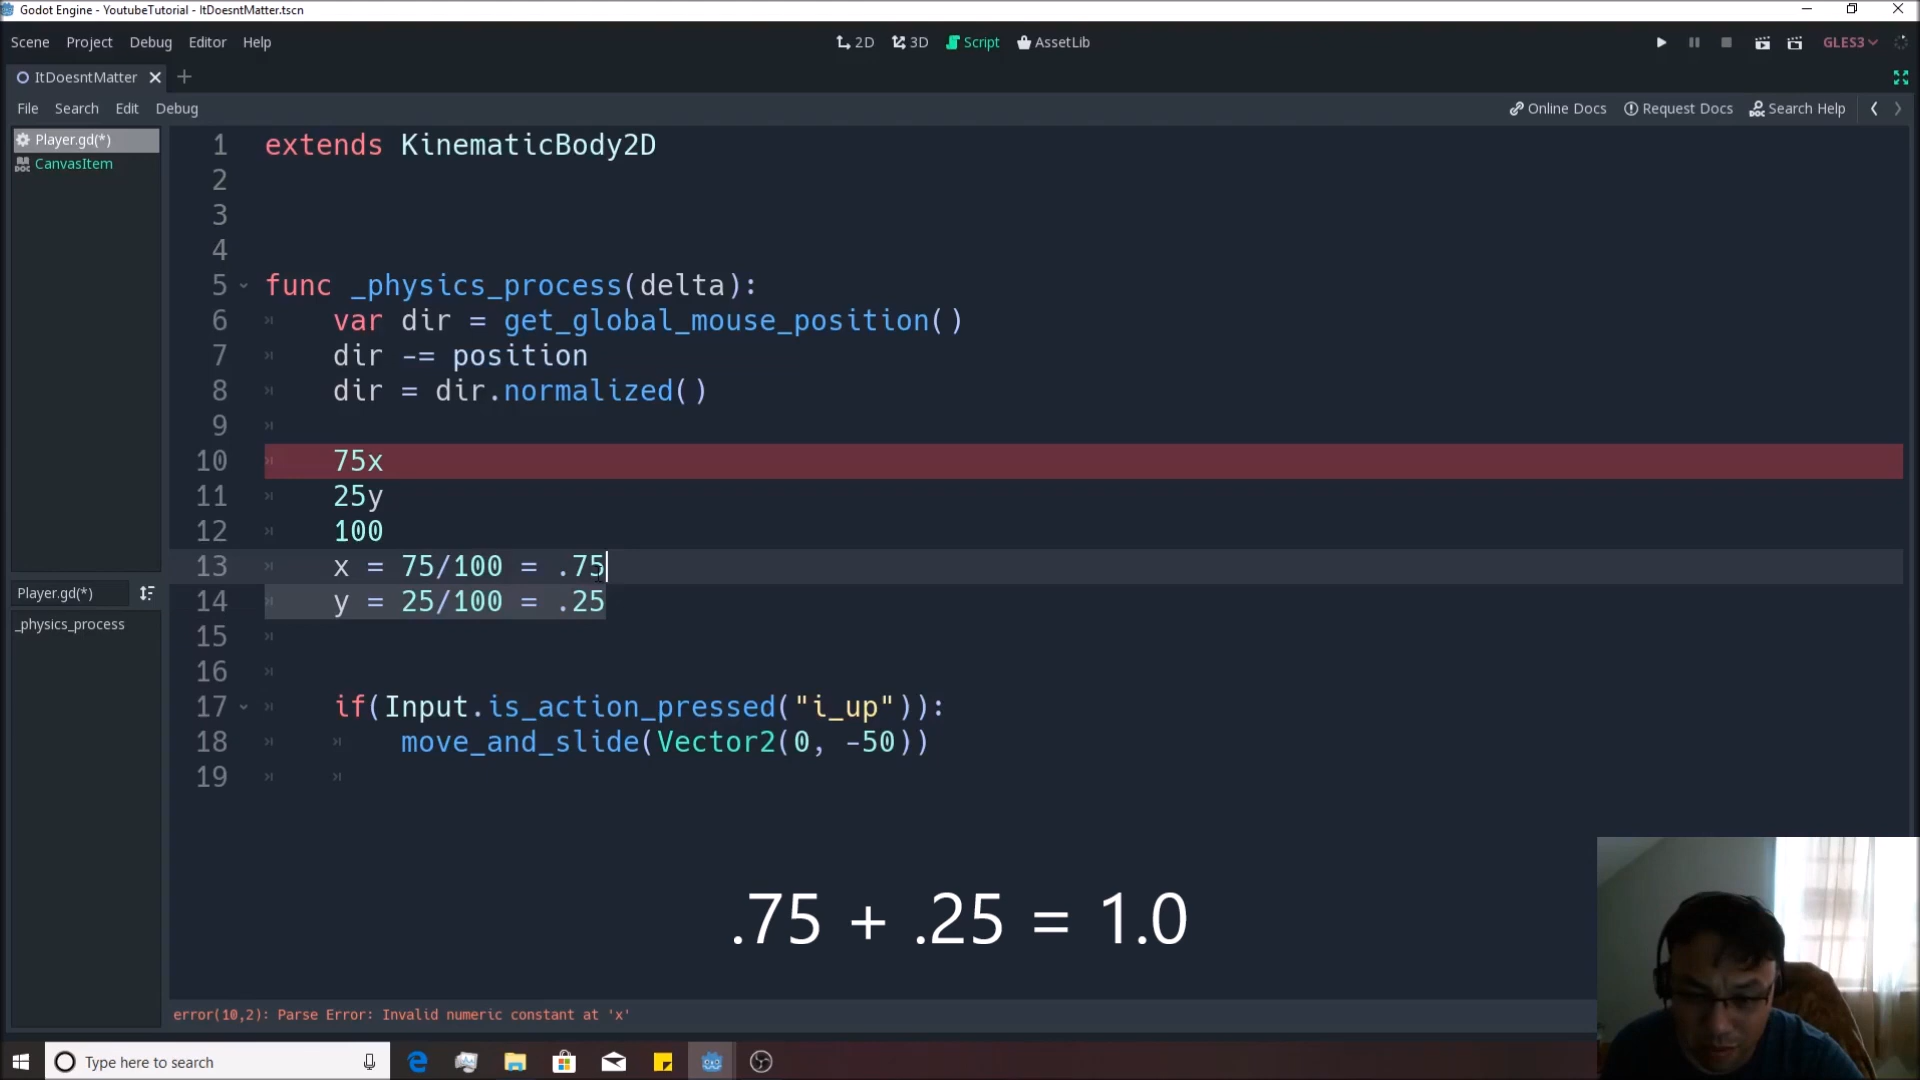 Godot Engine - YoutubeTutorial - ItDoesntMatter.tscn
Scene Project Debug Editor Help
2D 3D Script AssetLib
GLES3
ItDoesntMatter
File Search Edit Debug
Online Docs Request Docs Search Help
Player.gd(*)
CanvasItem
Player.gd(*)
_physics_process
1 extends KinematicBody2D
2
3
4
5 func _physics_process(delta):
6 var dir = get_global_mouse_position()
7 dir -= position
8 dir = dir.normalized()
9
10 75x
11 25y
12 100
13 x = 75/100 = .75
14 y = 25/100 = .25
15
16
17 if(Input.is_action_pressed("i_up")):
18 move_and_slide(Vector2(0, -50))
19
.75 + .25 = 1.0
error(10,2): Parse Error: Invalid numeric constant at 'x'
Type here to search